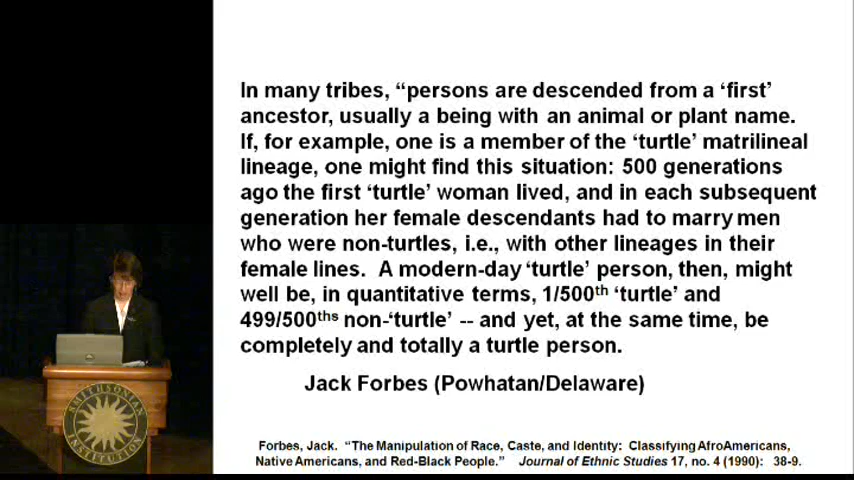 In many tribes, “persons are descended from a ‘first’
ancestor, usually a being with an animal or plant name.
If, for example, one is a member of the ‘turtle’ matrilineal
lineage, one might find this situation: 500 generations
ago the first ‘turtle’ woman lived, and in each subsequent
generation her female descendants had to marry men
who were non-turtles, i.e., with other lineages in their
female lines. A modern-day ‘turtle’ person, then, might
well be, in quantitative terms, 1/500th ‘turtle’ and
499/500ths non-‘turtle’ -- and yet, at the same time, be
completely and totally a turtle person.
Jack Forbes (Powhatan/Delaware)
Forbes, Jack. “The Manipulation of Race, Caste, and Identity: Classifying AfroAmericans,
Native Americans, and Red-Black People.” Journal of Ethnic Studies 17, no. 4 (1990): 38-9.
SMITHSONIAN
INSTITUTION